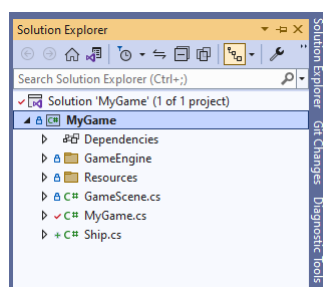 Solution Explorer
Search Solution Explorer (Ctrl+;)
Solution 'MyGame' (1 of 1 project)
C# MyGame
Dependencies
GameEngine
Resources
C# GameScene.cs
C# MyGame.cs
+ C# Ship.cs
Solution Explorer
Git Changes
Diagnostic Tools